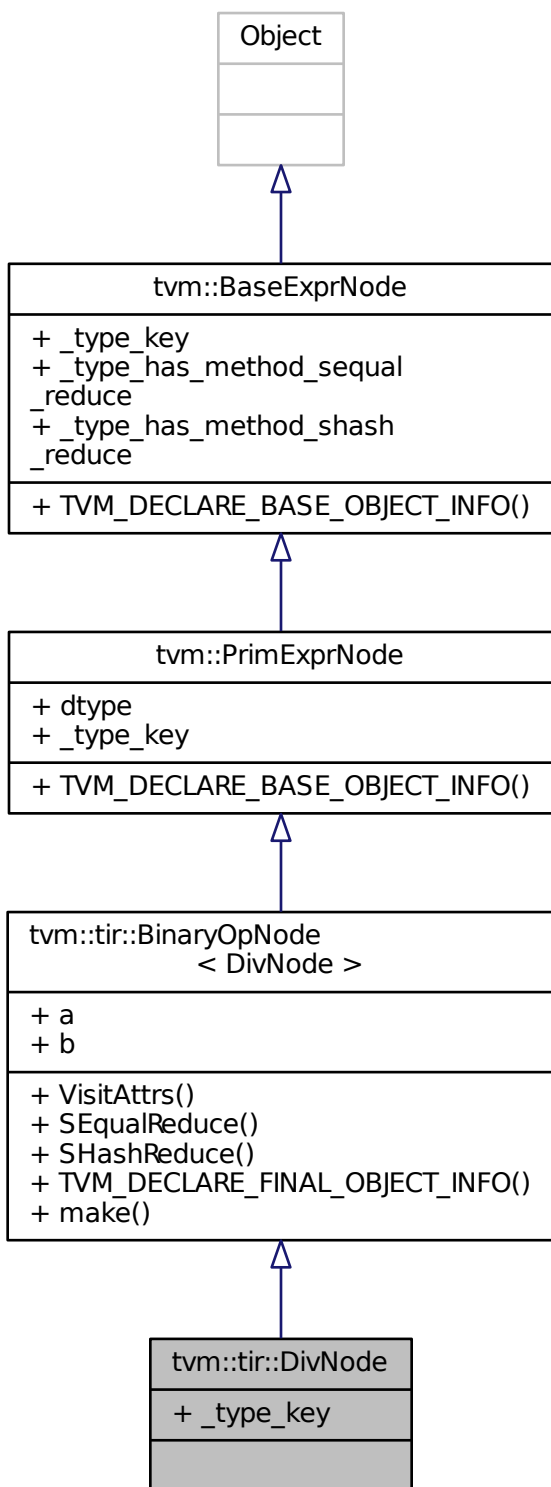 Object
tvm::BaseExprNode
+ _type_key
+ _type_has_method_sequal
_reduce
+ _type_has_method_shash
_reduce
+ TVM_DECLARE_BASE_OBJECT_INFO()
tvm::PrimExprNode
+ dtype
+ _type_key
+ TVM_DECLARE_BASE_OBJECT_INFO()
tvm::tir::BinaryOpNode
< DivNode >
+ a
+ b
+ VisitAttrs()
+ SEqualReduce()
+ SHashReduce()
+ TVM_DECLARE_FINAL_OBJECT_INFO()
+ make()
tvm::tir::DivNode
+ _type_key